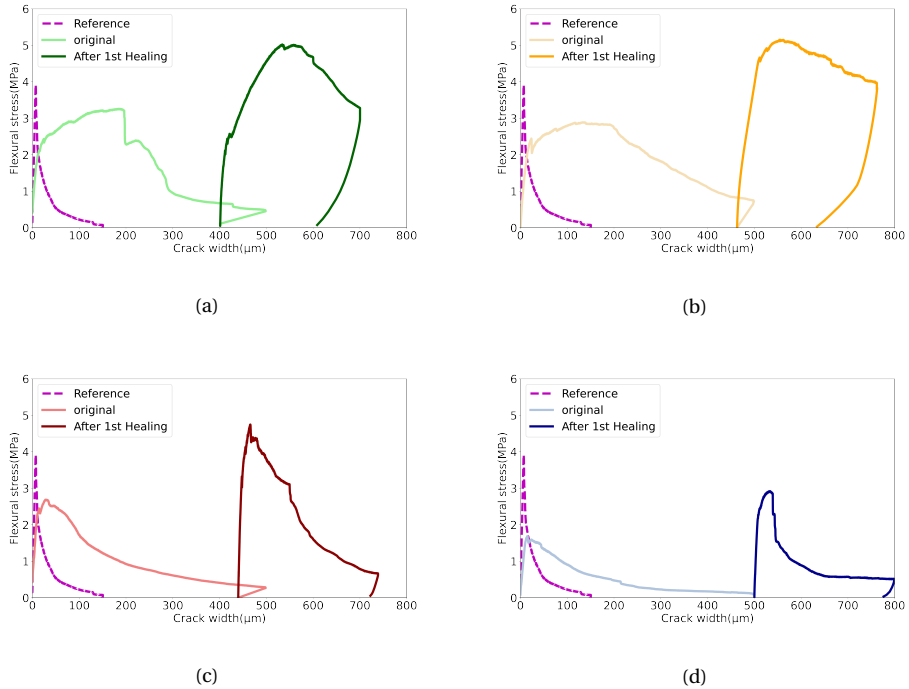 Reference
original
After 1st Healing
Flexural stress(MPa)
6
5
4
3
2
1
0
0 100 200 300 400 500 600 700 800
Crack width(μm)
(a)
Reference
original
After 1st Healing
Flexural stress(MPa)
6
5
4
3
2
1
0
0 100 200 300 400 500 600 700 800
Crack width(μm)
(b)
Reference
original
After 1st Healing
Flexural stress(MPa)
6
5
4
3
2
1
0
0 100 200 300 400 500 600 700 800
Crack width(μm)
(c)
Reference
original
After 1st Healing
Flexural stress(MPa)
6
5
4
3
2
1
0
0 100 200 300 400 500 600 700 800
Crack width(μm)
(d)